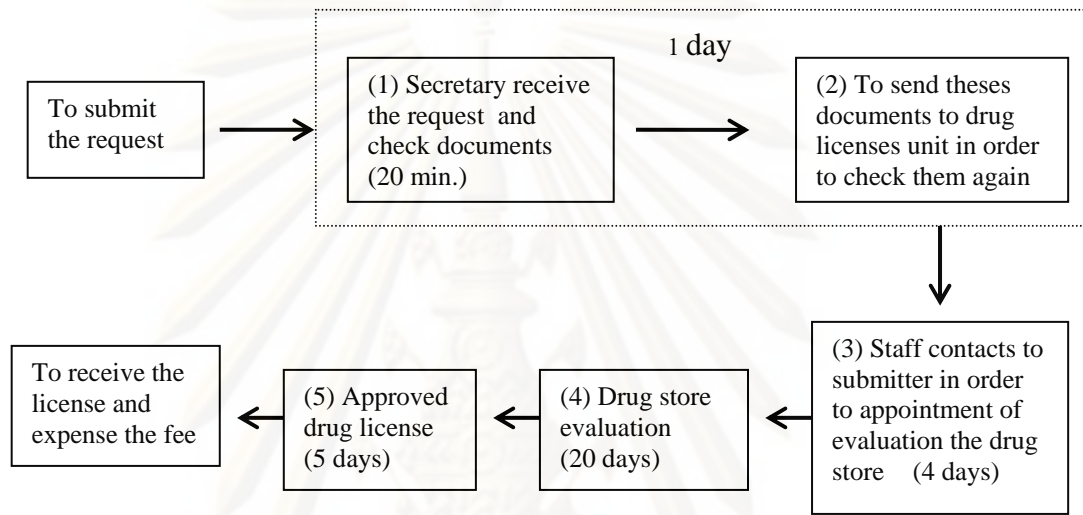 1 day
To submit
the request
(1) Secretary receive
the request and
check documents
(20 min.)
(2) To send theses
documents to drug
licenses unit in order
to check them again
(3) Staff contacts to
submitter in order
to appointment of
evaluation the drug
store (4 days)
(4) Drug store
evaluation
(20 days)
(5) Approved
drug license
(5 days)
To receive the
license and
expense the fee